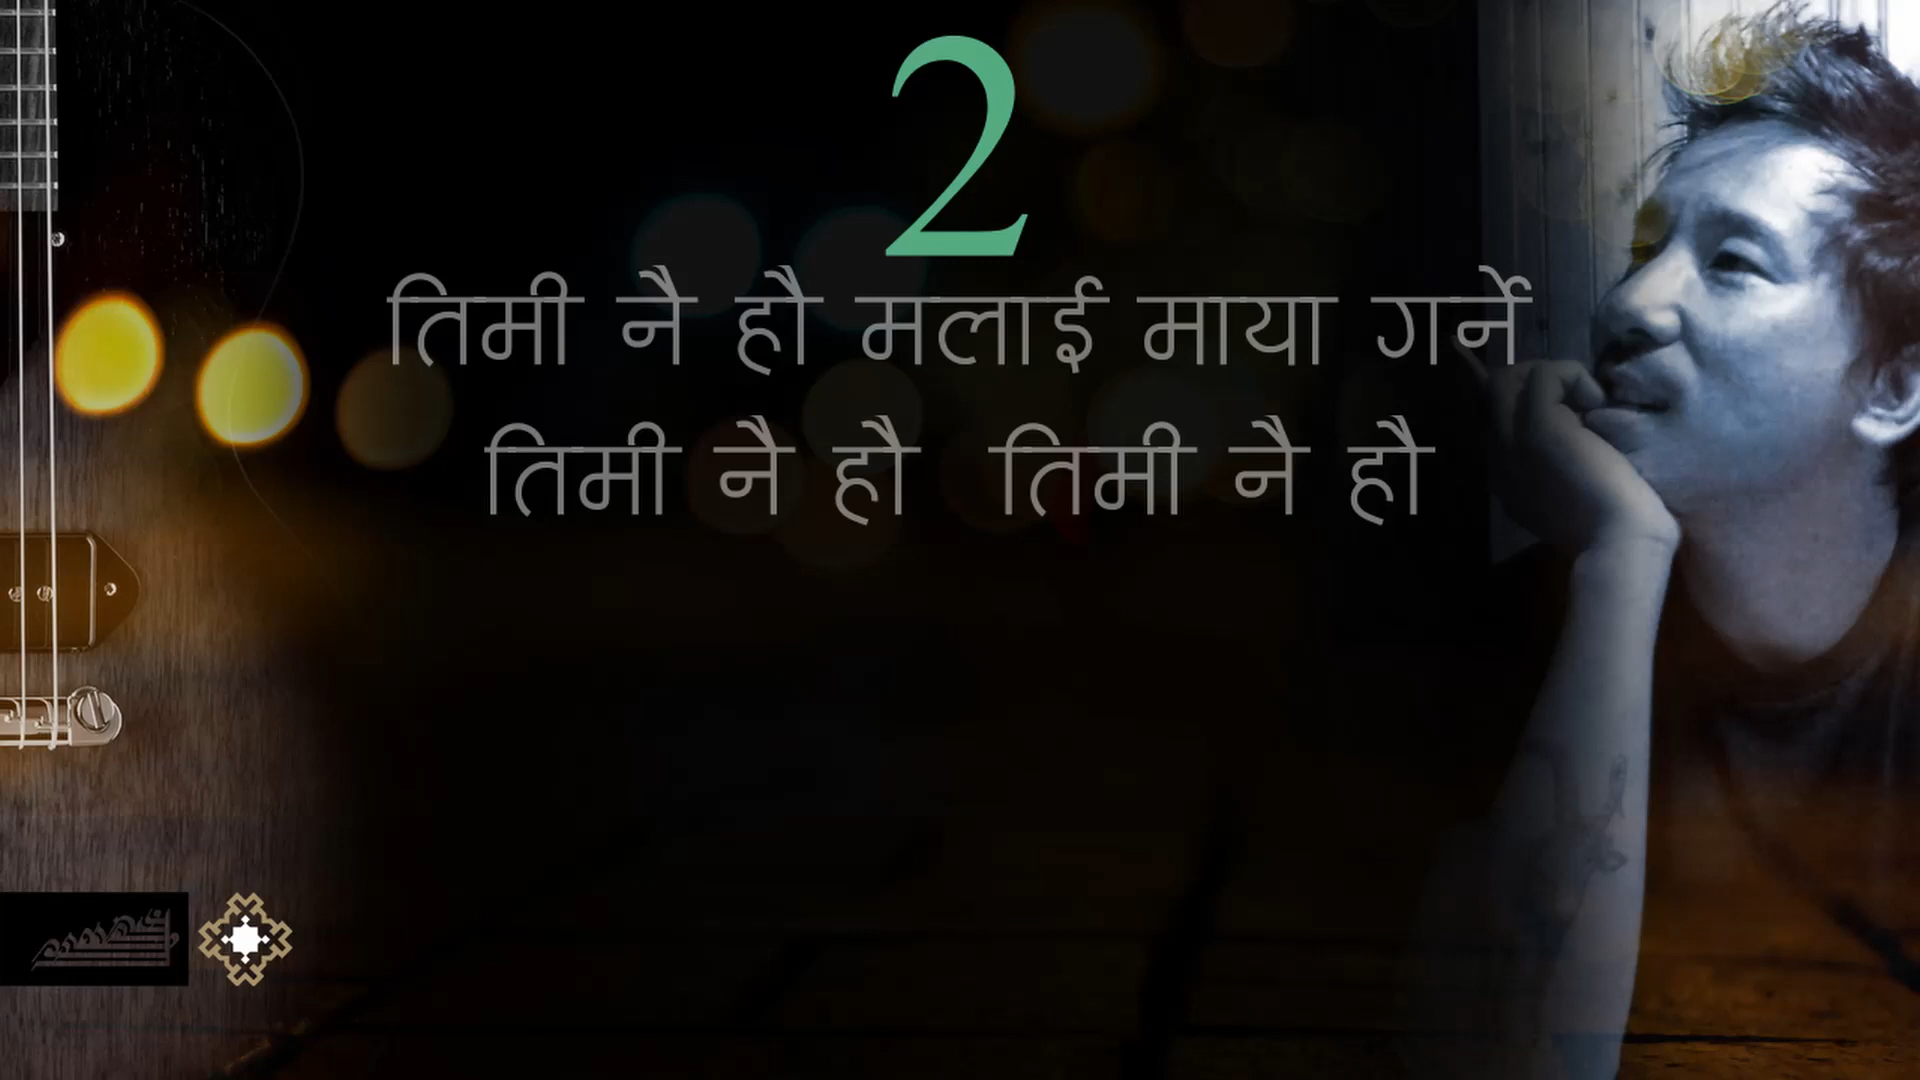 2
तिमी नै हौ मलाई माया गर्ने
तिमी नै हौ तिमी नै हौ